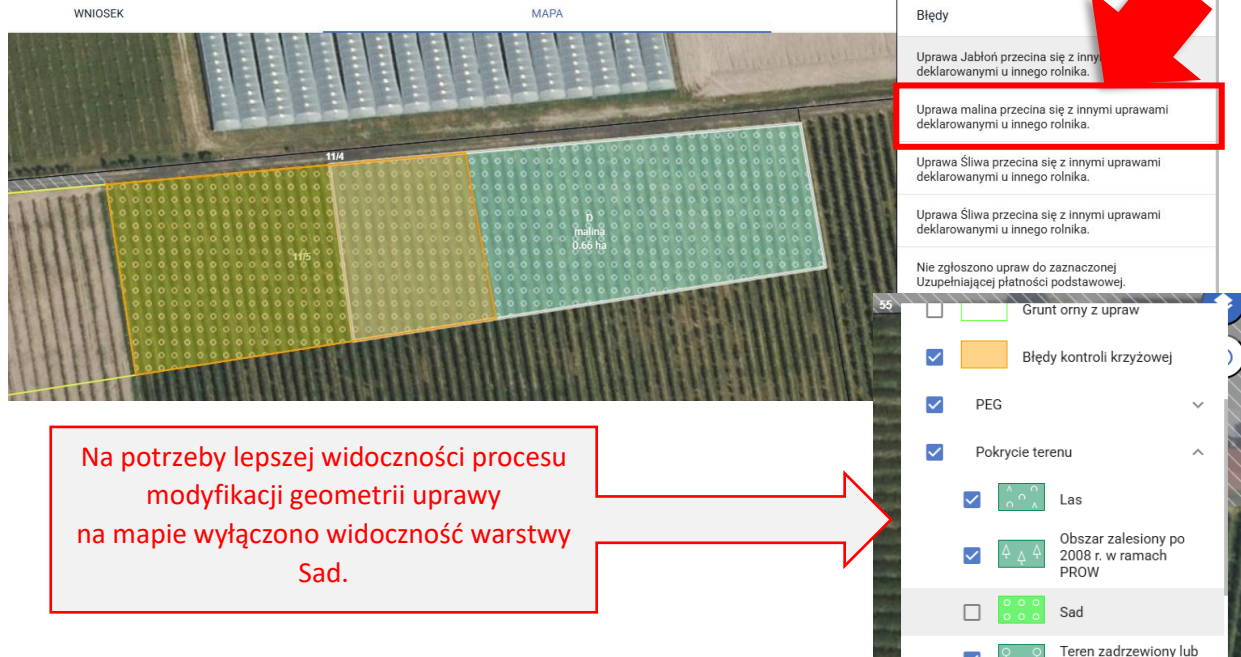 WNIOSEK
MAPA
11/4
11/5
D
malina
0.66 ha
Błędy
Uprawa Jabłoń przecina się z
deklarowanymi u innego rolnika.
Uprawa malina przecina się z innymi uprawami
deklarowanymi u innego rolnika.
Uprawa Śliwa przecina się z innymi uprawami
deklarowanymi u innego rolnika.
Uprawa Śliwa przecina się z innymi uprawami
deklarowanymi u innego rolnika.
Nie zgłoszono upraw do zaznaczonej
Uzupełniającej płatności podstawowej.
55
Grunt orny z upraw
Błędy kontroli krzyżowej
PEG
Pokrycie terenu
Las
Obszar zalesiony po
2008 r. w ramach
PROW
Sad
Teren zadrzewiony lub
Na potrzeby lepszej widoczności procesu
modyfikacji geometrii uprawy
na mapie wyłączono widoczność warstwy
Sad.